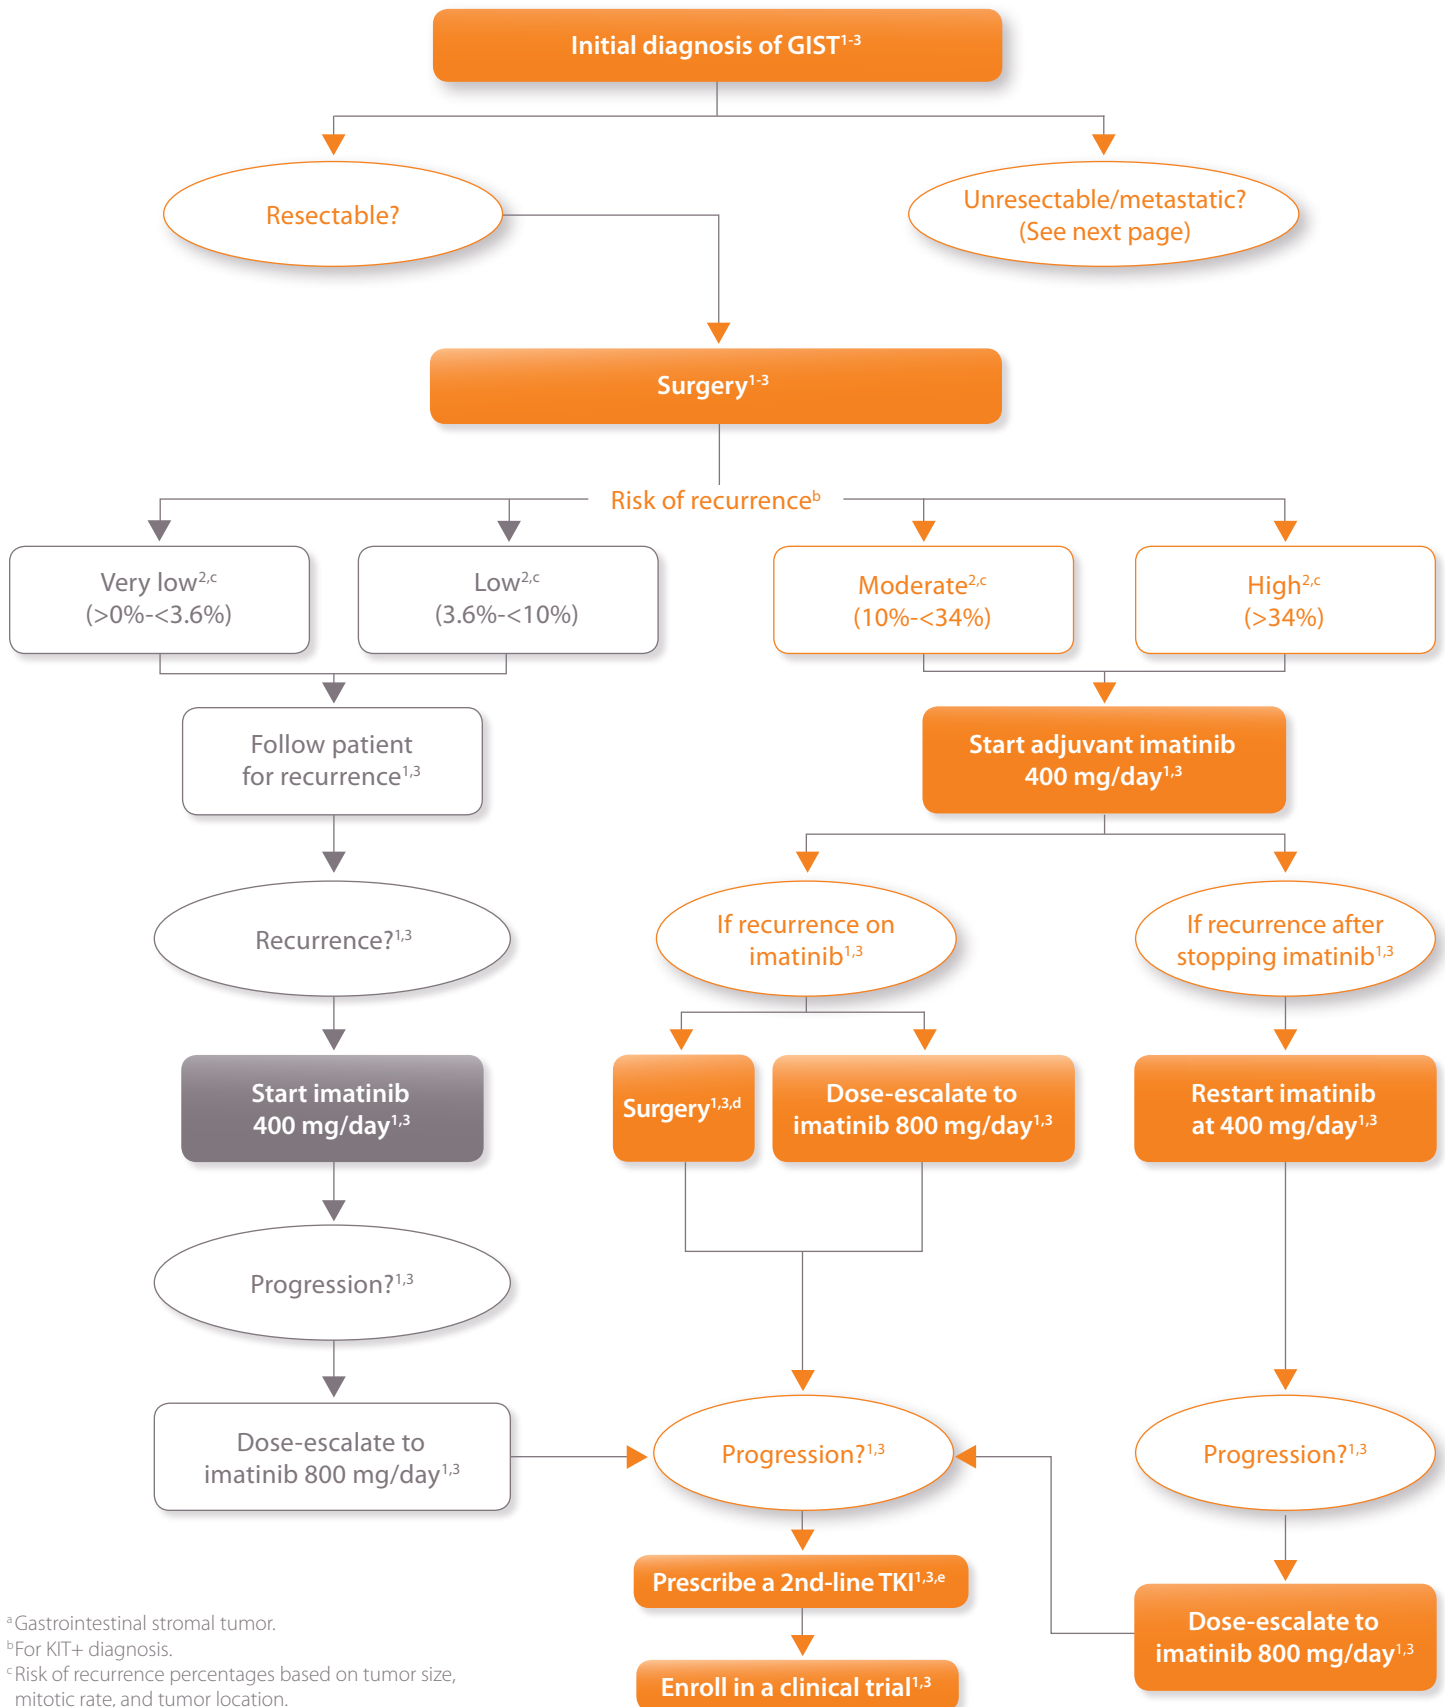 Initial diagnosis of GIST1-3
Resectable?
Unresectable/metastatic?
(See next page)
Surgery1-3
Risk of recurrenceb
Very low2,c
(>0%-<3.6%)
Low2,c
(3.6%-<10%)
Moderate2,c
(10%-<34%)
High2,c
(>34%)
Follow patient
for recurrence1,3
Start adjuvant imatinib
400 mg/day1,3
Recurrence?1,3
If recurrence on
imatinib1,3
If recurrence after
stopping imatinib1,3
Start imatinib
400 mg/day1,3
Surgery1,3,d
Dose-escalate to
imatinib 800 mg/day1,3
Restart imatinib
at 400 mg/day1,3
Progression?1,3
Dose-escalate to
imatinib 800 mg/day1,3
Progression?1,3
Progression?1,3
Prescribe a 2nd-line TKI1,3,e
Dose-escalate to
imatinib 800 mg/day1,3
Enroll in a clinical trial1,3
a Gastrointestinal stromal tumor.
b For KIT+ diagnosis.
c Risk of recurrence percentages based on tumor size,
mitotic rate, and tumor location.